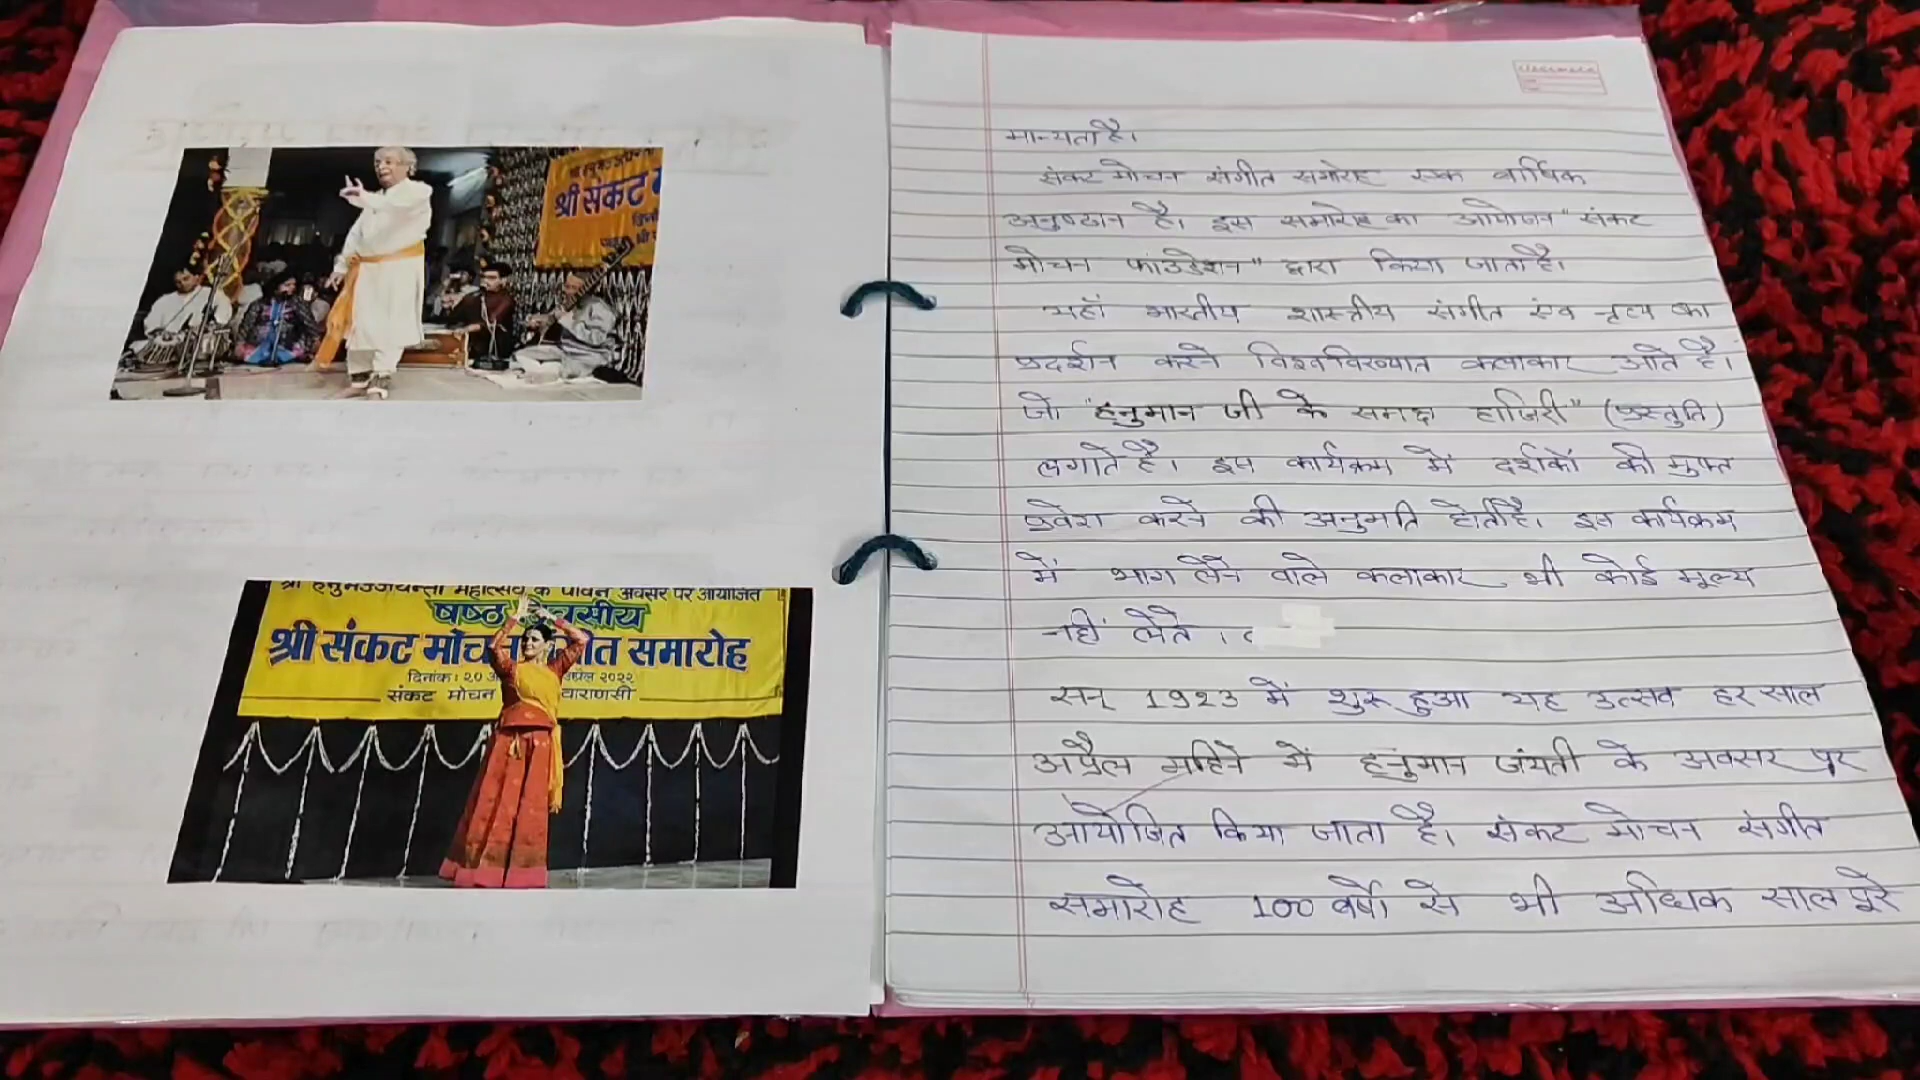 श्री संकट
श्री हनुमज्जयन्ती महोत्सव के पावन अवसर पर आयोजित
षष्ठ दिवसीय
श्री संकट मोचन समारोह
दिनांक : २० अप्रैल २०२२
संकट मोचन वाराणसी
classmate
मान्यता है।
संकट मोचन संगीत समारोह एक वार्षिक
अनुष्ठान है। इस समारोह का आयोजन "संकट
मोचन फाउंडेशन" द्वारा किया जाता है।
यहाँ भारतीय शास्त्रीय संगीत एंव नृत्य का
प्रदर्शन करने विश्वविख्यात कलाकार आते है।
जो "हनुमान जी के समक्ष हाजिरी" (प्रस्तुति)
लगाते है। इस कार्यक्रम में दर्शकों को मुफ्त
प्रवेश करने की अनुमति होती है। इस कार्यक्रम
में भाग लेने वाले कलाकार भी कोई मूल्य
नहीं लेते।
सन् 1923 में शुरू हुआ यह उत्सव हर साल
अप्रैल महिने में हनुमान जंयती के अवसर पर
आयोजित किया जाता है। संकट मोचन संगीत
समारोह 100 वर्षो से भी अधिक साल पूरे